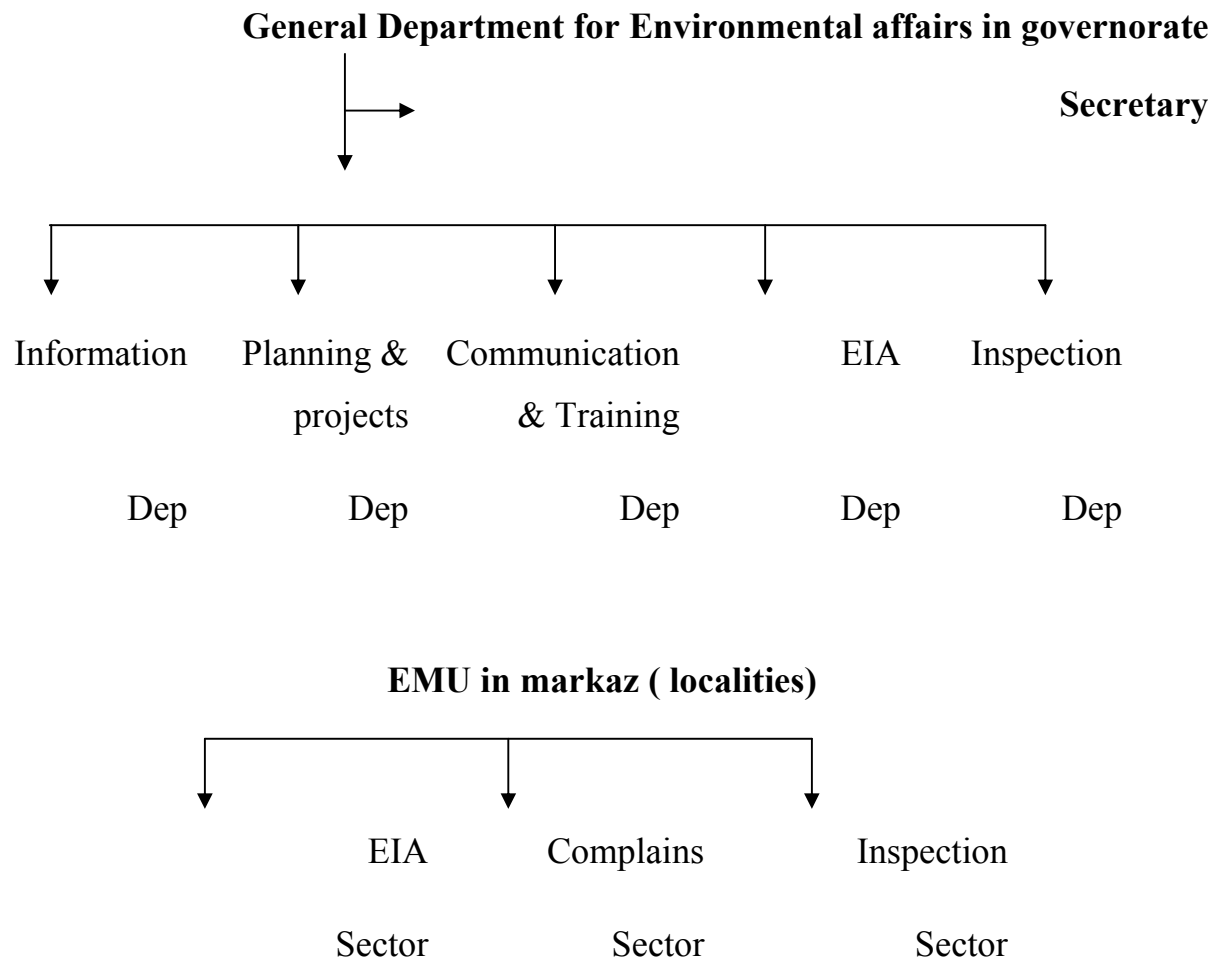 General Department for Environmental affairs in governorate
Secretary
Information Planning & Communication EIA Inspection
projects & Training
Dep Dep Dep Dep Dep
EMU in markaz ( localities)
EIA Complains Inspection
Sector Sector Sector